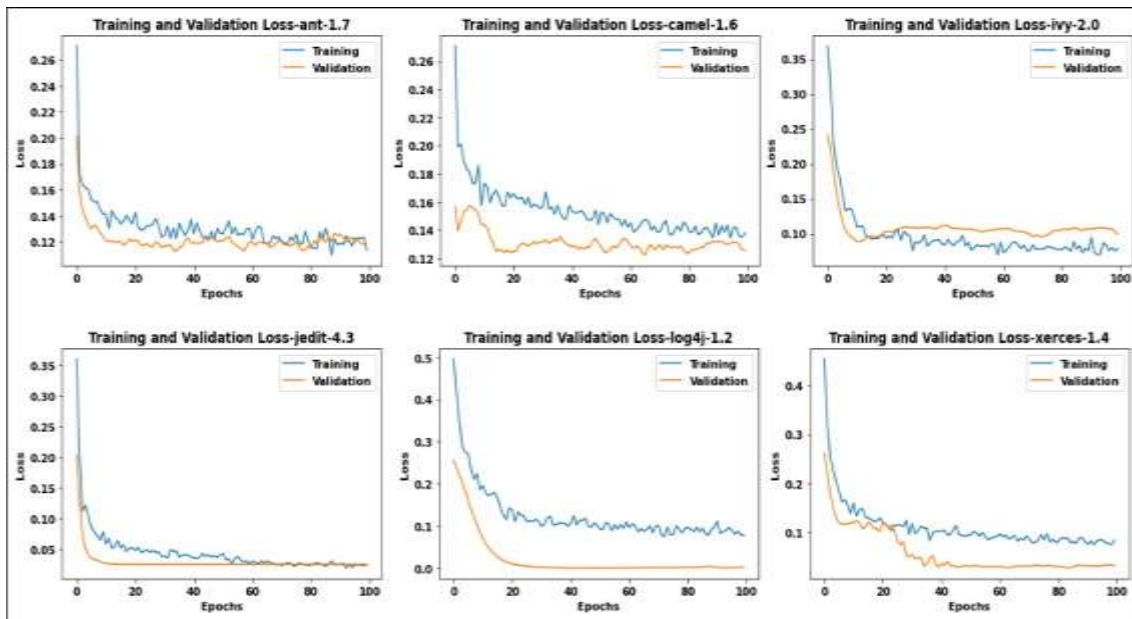 Training and Validation Loss-ant-1.7
Training
Validation
Loss
0.26
0.24
0.22
0.20
0.18
0.16
0.14
0.12
0 20 40 60 80 100
Epochs
Training and Validation Loss-camel-1.6
Training
Validation
Loss
0.26
0.24
0.22
0.20
0.18
0.16
0.14
0.12
0 20 40 60 80 100
Epochs
Training and Validation Loss-ivy-2.0
Training
Validation
Loss
0.35
0.30
0.25
0.20
0.15
0.10
0 20 40 60 80 100
Epochs
Training and Validation Loss-jedit-4.3
Training
Validation
Loss
0.35
0.30
0.25
0.20
0.15
0.10
0.05
0 20 40 60 80 100
Epochs
Training and Validation Loss-log4j-1.2
Training
Validation
Loss
0.5
0.4
0.3
0.2
0.1
0.0
0 20 40 60 80 100
Epochs
Training and Validation Loss-xerces-1.4
Training
Validation
Loss
0.4
0.3
0.2
0.1
0 20 40 60 80 100
Epochs